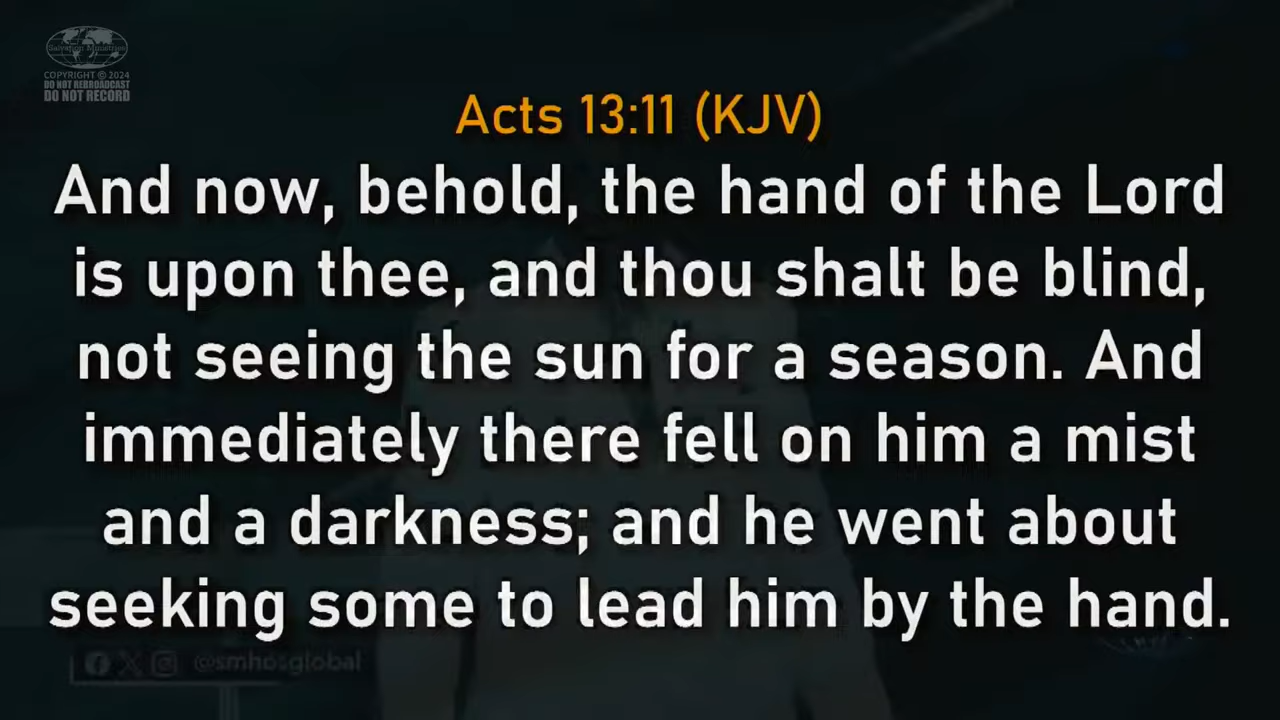 Salvation Ministries
COPYRIGHT © 2024
DO NOT REBROADCAST
DO NOT RECORD
Acts 13:11 (KJV)
And now, behold, the hand of the Lord
is upon thee, and thou shalt be blind,
not seeing the sun for a season. And
immediately there fell on him a mist
and a darkness; and he went about
seeking some to lead him by the hand.
@smhosglobal